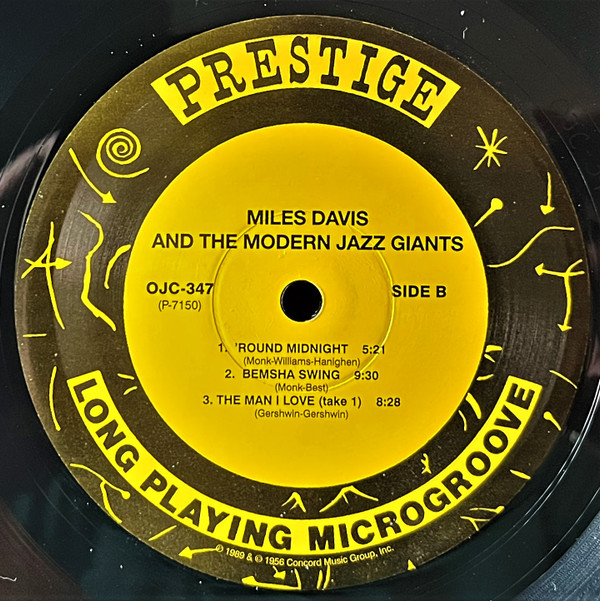 PRESTIGE
MILES DAVIS
AND THE MODERN JAZZ GIANTS
OJC-347
(P-7150)
SIDE B
1. 'ROUND MIDNIGHT 5:21
(Monk-Williams-Hanighen)
2. BEMSHA SWING 9:30
(Monk-Best)
3. THE MAN I LOVE (take 1) 8:28
(Gershwin-Gershwin)
LONG PLAYING MICROGROOVE
℗ 1989 & © 1956 Concord Music Group, Inc.